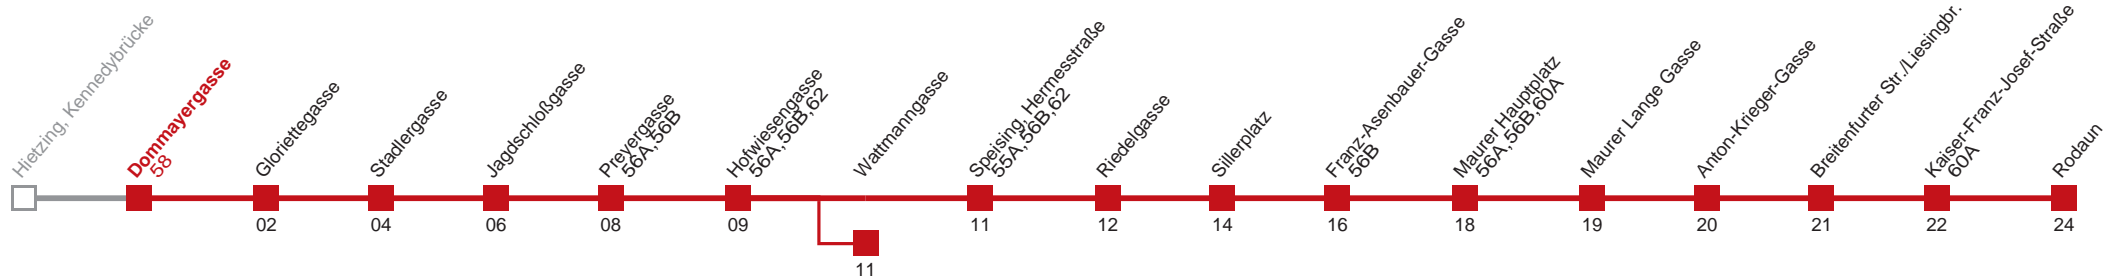 Hietzing, Kennedybrücke
Dommayergasse
58
Gloriettegasse
Stadlergasse
Jagdschloßgasse
Preyergasse
56A,56B
Hofwiesengasse
56A,56B,62
Wattmanngasse
Speising, Hermesstraße
55A,56B,62
Riedelgasse
Sillerplatz
Franz-Asenbauer-Gasse
56B
Maurer Hauptplatz
56A,56B,60A
Maurer Lange Gasse
Anton-Krieger-Gasse
Breitenfurter Str./Liesingbr.
Kaiser-Franz-Josef-Straße
60A
Rodaun
02
04
06
08
09
11
12
14
16
18
19
20
21
22
24
11